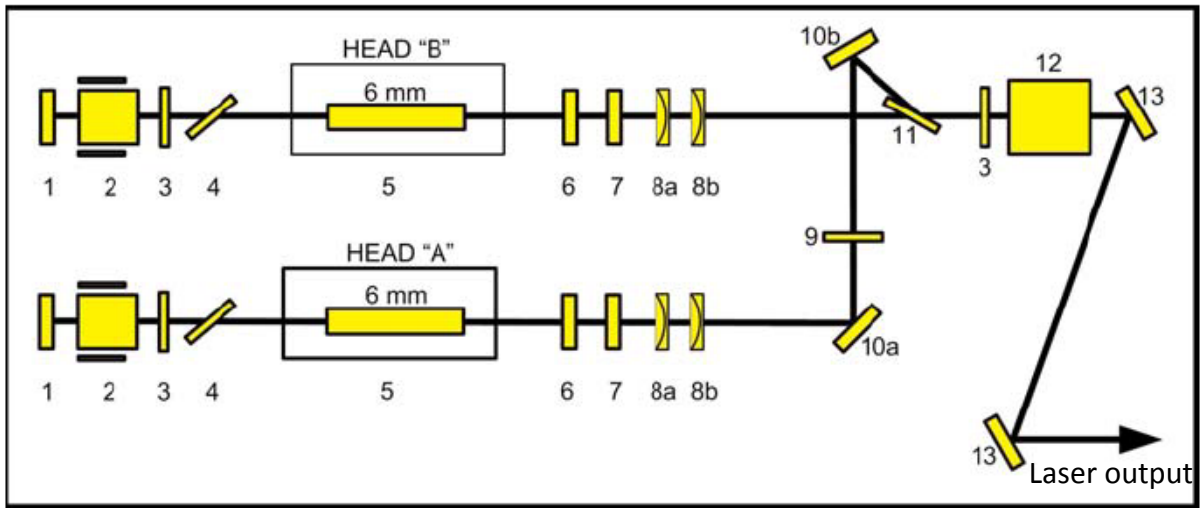 10b
12
HEAD “B”
6 mm
13
11
1 2 3 4 5 6 7 8a 8b
3
9
HEAD “A”
6 mm
10a
1 2 3 4 5 6 7 8a 8b
13
Laser output